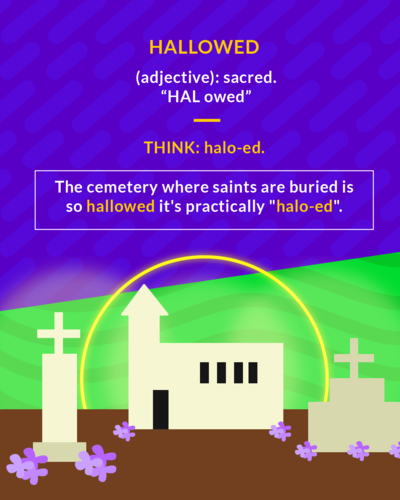 HALLOWED
(adjective): sacred.
“HAL owed”
THINK: halo-ed.
The cemetery where saints are buried is
so hallowed it's practically "halo-ed".